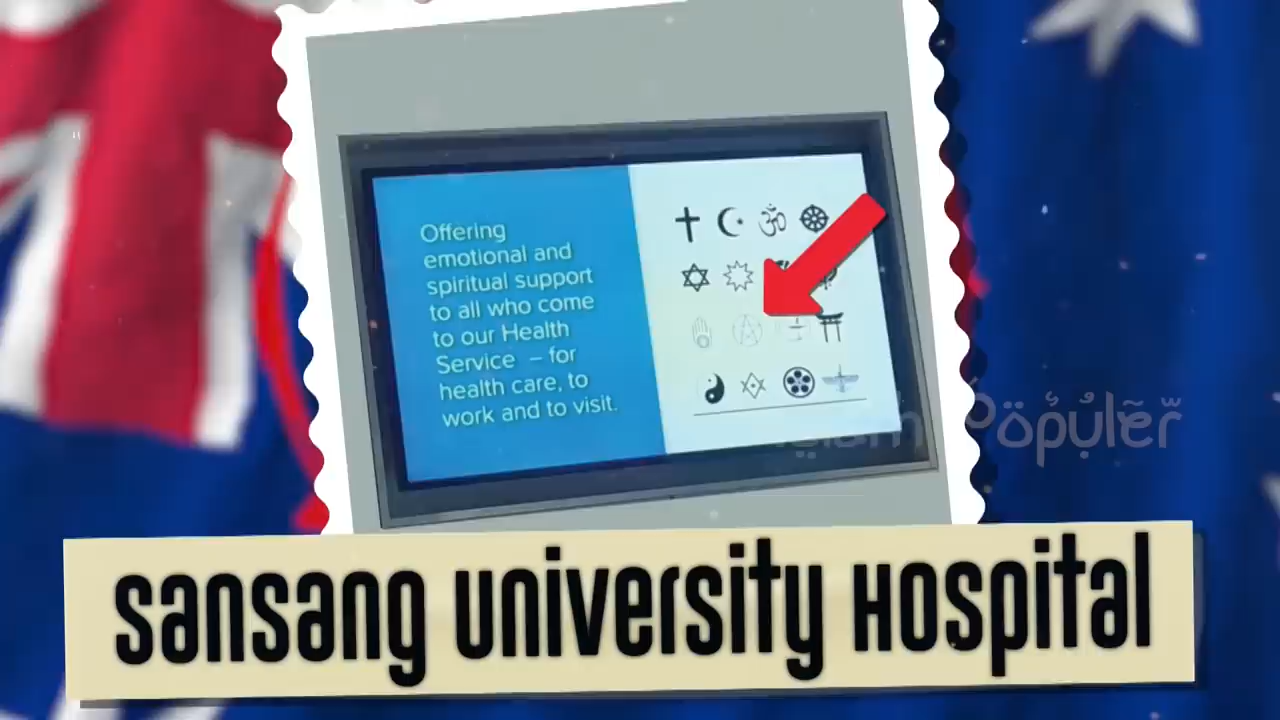 Offering
emotional and
spiritual support
to all who come
to our Health
Service – for
health care, to
work and to visit.
Populer
sansang university Hospital